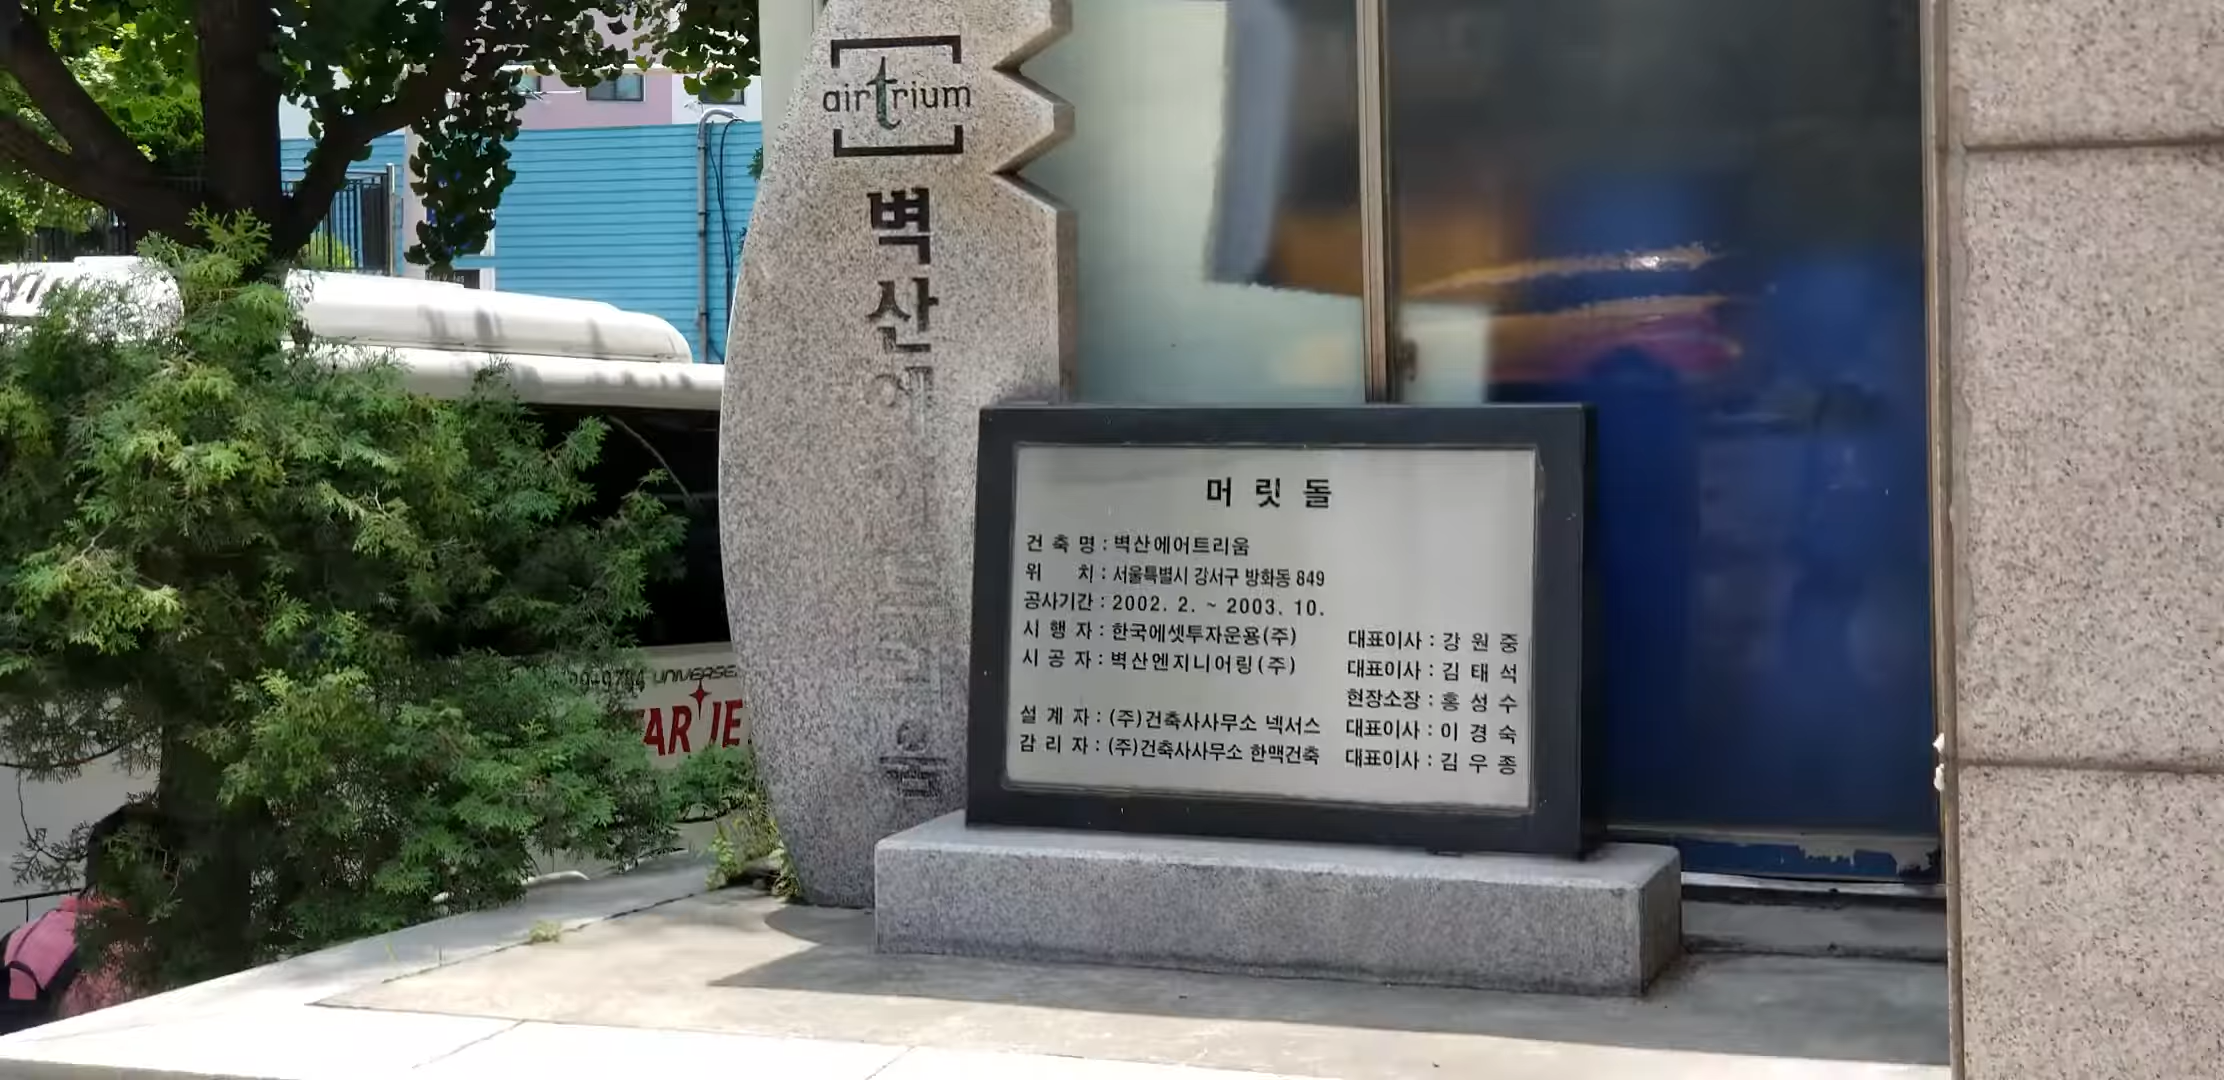 airtrium
벽산에어트리움
머릿돌
건축명 : 벽산에어트리움
위 치 : 서울특별시 강서구 방화동 849
공사기간 : 2002. 2. ~ 2003. 10.
시행자 : 한국에셋투자운용(주) 대표이사 : 강원중
시공자 : 벽산엔지니어링(주) 대표이사 : 김태석
현장소장 : 홍성수
설계자 : (주)건축사사무소 넥서스 대표이사 : 이경숙
감리자 : (주)건축사사무소 한맥건축 대표이사 : 김우종
UNIVERSE